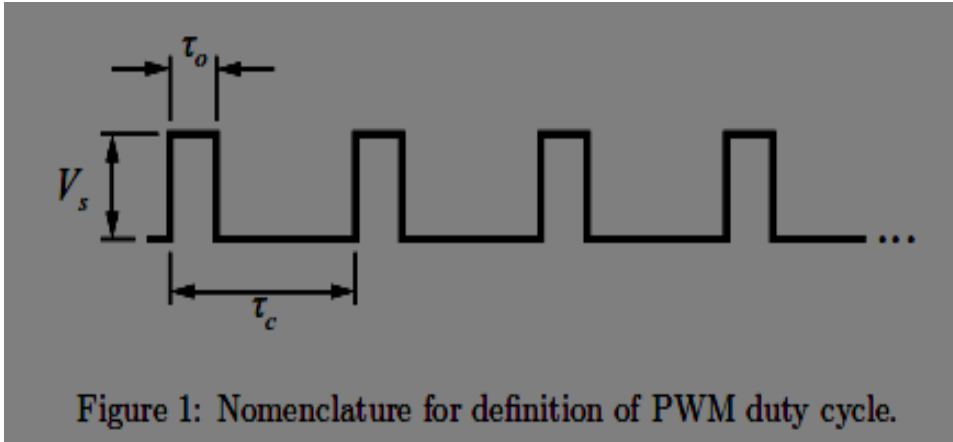 τo
Vs
...
τc
Figure 1: Nomenclature for definition of PWM duty cycle.